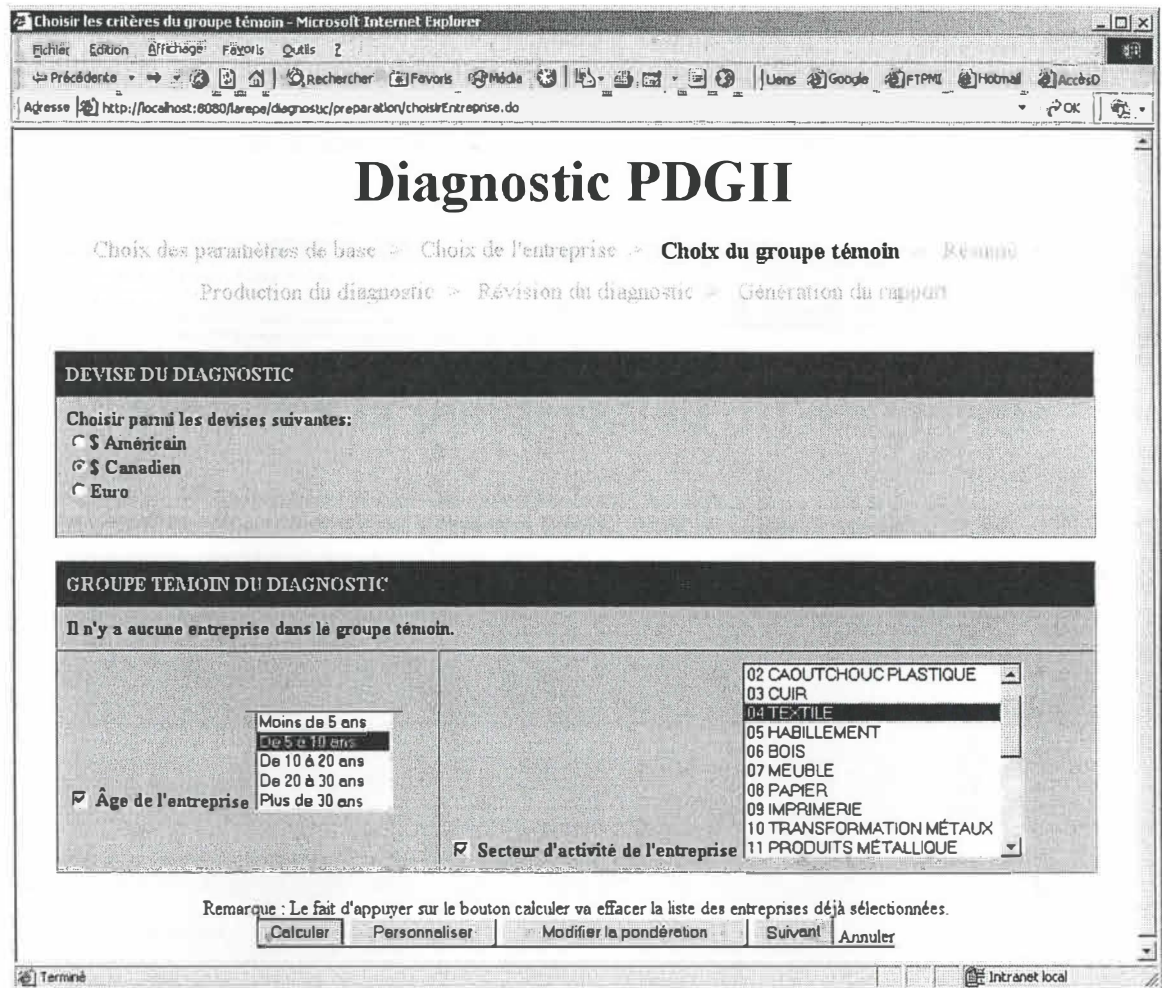 Choisir les critères du groupe témoin - Microsoft Internet Explorer
Fichier Edition Affichage Favoris Outils ?
Précédente Rechercher Favoris Média Liens Google FTPMI Hotmail AccèsD
Adresse http://localhost:8080/larepe/diagnostic/preparation/choisirEntreprise.do OK
Diagnostic PDGII
Choix des paramètres de base > Choix de l'entreprise > Choix du groupe témoin > Résumé >
Production du diagnostic > Révision du diagnostic > Génération du rapport
DEVISE DU DIAGNOSTIC
Choisir parmi les devises suivantes:
$ Américain
$ Canadien
Euro
GROUPE TEMOIN DU DIAGNOSTIC
Il n'y a aucune entreprise dans le groupe témoin.
Âge de l'entreprise
Moins de 5 ans
De 5 à 10 ans
De 10 à 20 ans
De 20 à 30 ans
Plus de 30 ans
Secteur d'activité de l'entreprise
02 CAOUTCHOUC PLASTIQUE
03 CUIR
04 TEXTILE
05 HABILLEMENT
06 BOIS
07 MEUBLE
08 PAPIER
09 IMPRIMERIE
10 TRANSFORMATION MÉTAUX
11 PRODUITS MÉTALLIQUE
Remarque : Le fait d'appuyer sur le bouton calculer va effacer la liste des entreprises déjà sélectionnées.
Calculer Personnaliser Modifier la pondération Suivant Annuler
Terminé Intranet local